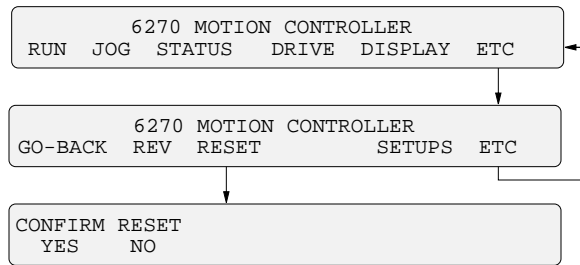 6270 MOTION CONTROLLER
RUN JOG STATUS DRIVE DISPLAY ETC
6270 MOTION CONTROLLER
GO-BACK REV RESET SETUPS ETC
CONFIRM RESET
YES NO